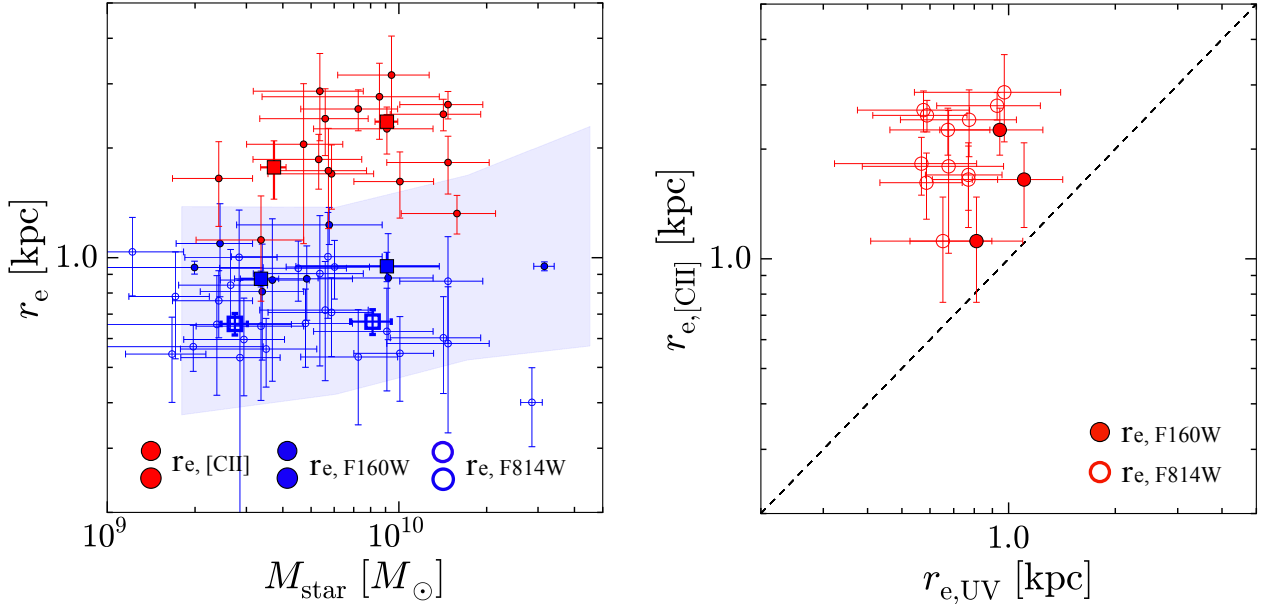 r_e [kpc]
1.0
10^9
10^10
M_star [M_⊙]
r_e, [CII]
r_e, F160W
r_e, F814W
r_e,[CII] [kpc]
1.0
1.0
r_e,UV [kpc]
r_e, F160W
r_e, F814W